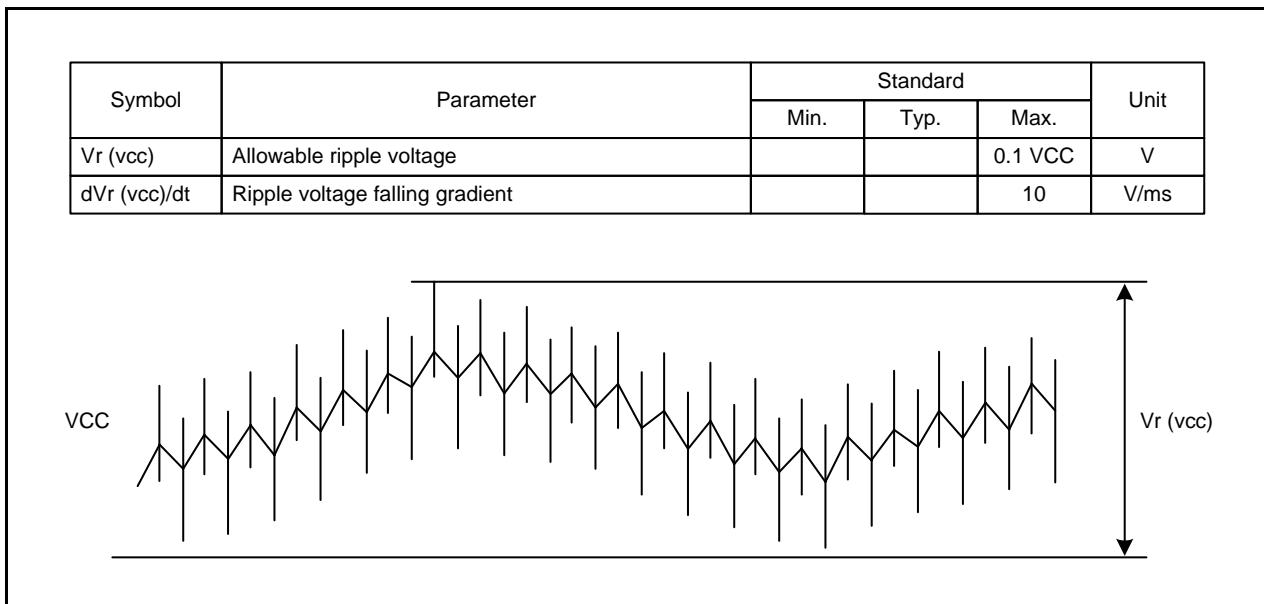 Symbol Parameter Standard Unit
Min. Typ. Max.
Vr (vcc) Allowable ripple voltage 0.1 VCC V
dVr (vcc)/dt Ripple voltage falling gradient 10 V/ms
VCC
Vr (vcc)